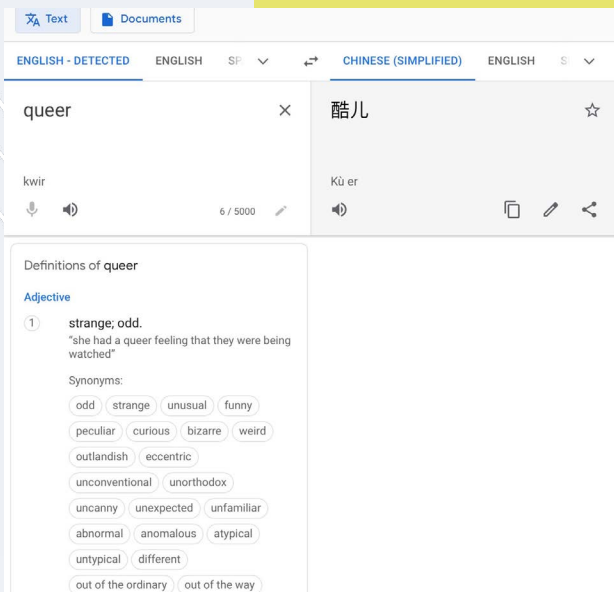 Text Documents
ENGLISH - DETECTED ENGLISH SP CHINESE (SIMPLIFIED) ENGLISH S
queer
酷儿
kwir
Kù er
6 / 5000
Definitions of queer
Adjective
1 strange; odd.
"she had a queer feeling that they were being
watched"
Synonyms:
odd strange unusual funny
peculiar curious bizarre weird
outlandish eccentric
unconventional unorthodox
uncanny unexpected unfamiliar
abnormal anomalous atypical
untypical different
out of the ordinary out of the way